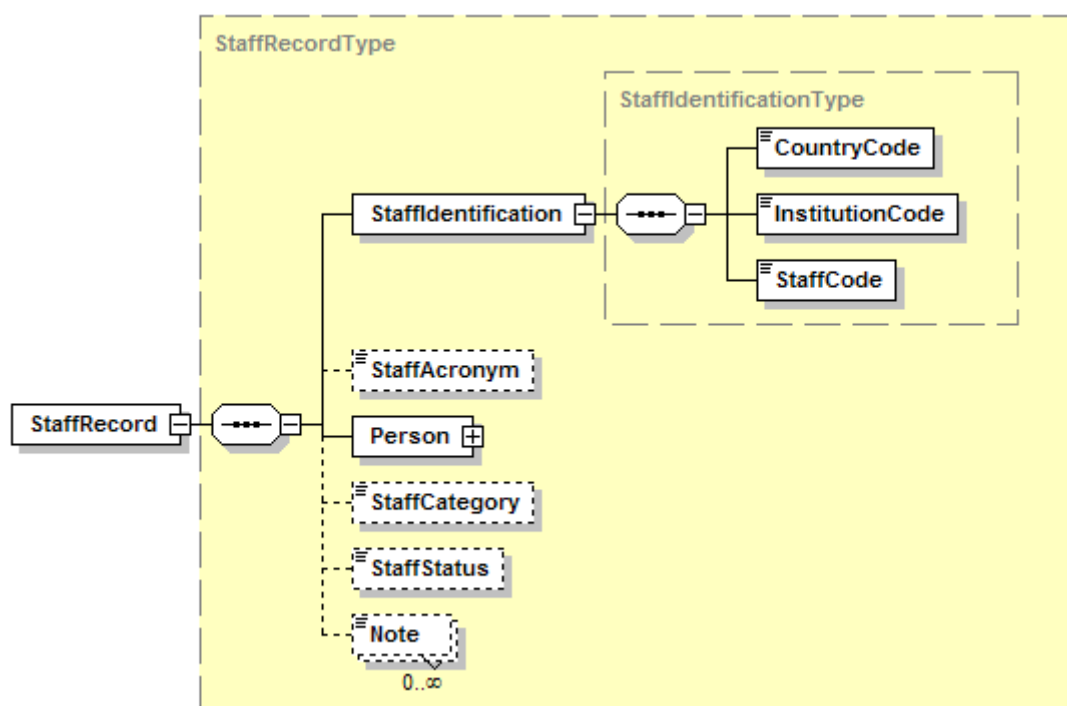 StaffRecordType
StaffIdentificationType
CountryCode
StaffIdentification
InstitutionCode
StaffCode
StaffAcronym
StaffRecord
Person
StaffCategory
StaffStatus
Note
0..∞